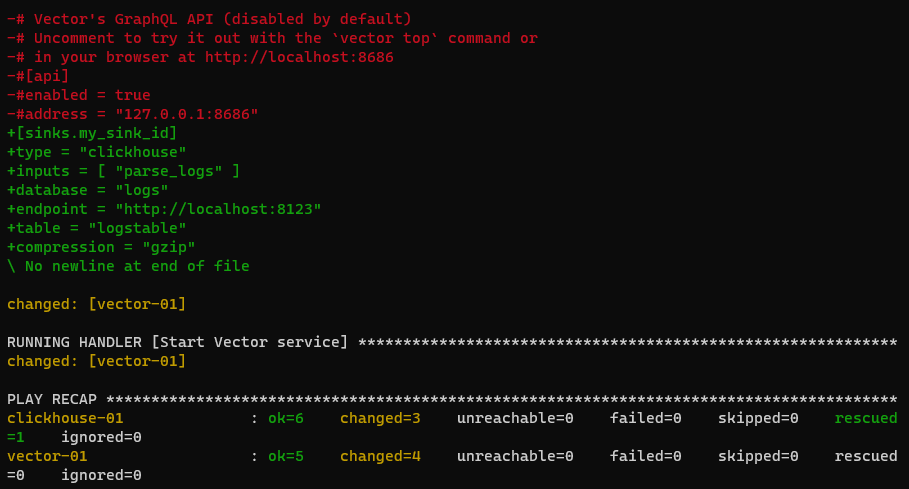 -# Vector's GraphQL API (disabled by default)
-# Uncomment to try it out with the `vector top` command or
-# in your browser at http://localhost:8686
-#[api]
-#enabled = true
-#address = "127.0.0.1:8686"
+[sinks.my_sink_id]
+type = "clickhouse"
+inputs = [ "parse_logs" ]
+database = "logs"
+endpoint = "http://localhost:8123"
+table = "logstable"
+compression = "gzip"
\ No newline at end of file
changed: [vector-01]
RUNNING HANDLER [Start Vector service] ************************************************************
changed: [vector-01]
PLAY RECAP ****************************************************************************************
clickhouse-01              : ok=6    changed=3    unreachable=0    failed=0    skipped=0    rescued
=1    ignored=0
vector-01                  : ok=5    changed=4    unreachable=0    failed=0    skipped=0    rescued
=0    ignored=0